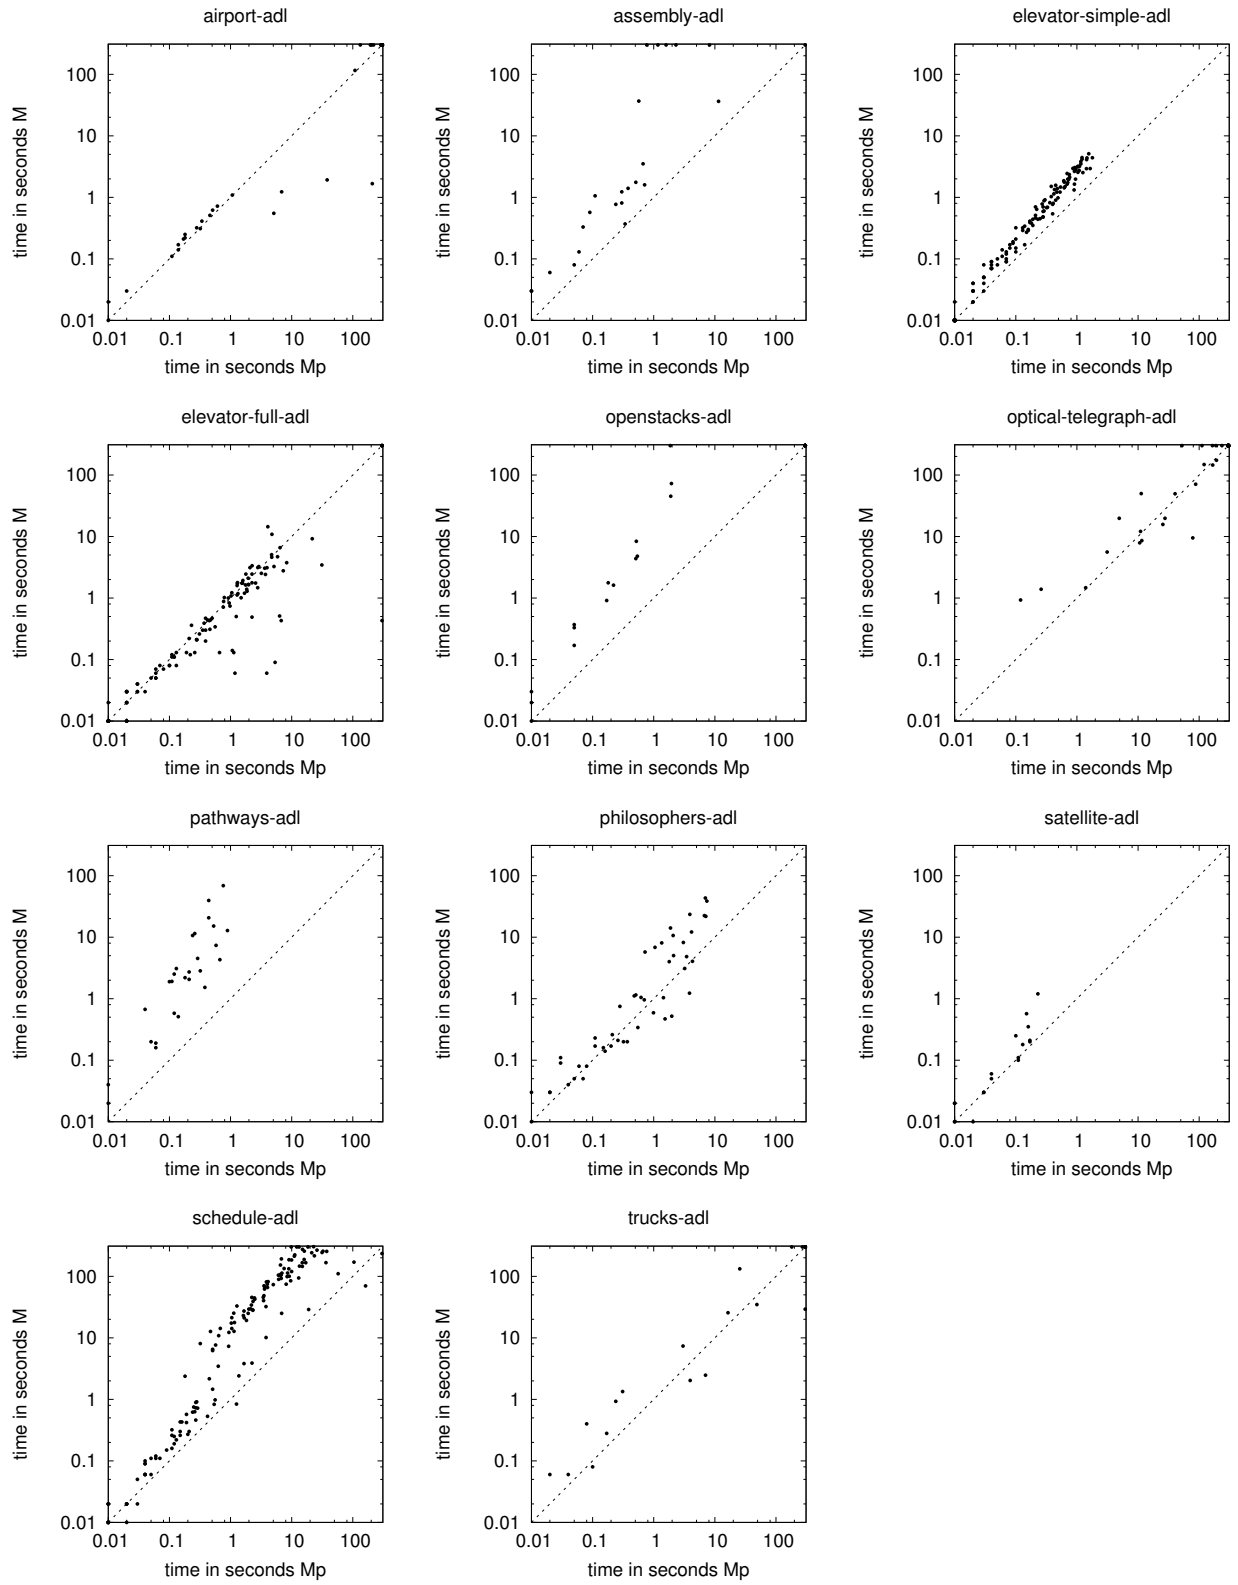 airport-adl
assembly-adl
elevator-simple-adl
time in seconds M
100
10
1
0.1
0.01
0.01 0.1 1 10 100
time in seconds Mp
time in seconds M
100
10
1
0.1
0.01
0.01 0.1 1 10 100
time in seconds Mp
time in seconds M
100
10
1
0.1
0.01
0.01 0.1 1 10 100
time in seconds Mp
elevator-full-adl
openstacks-adl
optical-telegraph-adl
time in seconds M
100
10
1
0.1
0.01
0.01 0.1 1 10 100
time in seconds Mp
time in seconds M
100
10
1
0.1
0.01
0.01 0.1 1 10 100
time in seconds Mp
time in seconds M
100
10
1
0.1
0.01
0.01 0.1 1 10 100
time in seconds Mp
pathways-adl
philosophers-adl
satellite-adl
time in seconds M
100
10
1
0.1
0.01
0.01 0.1 1 10 100
time in seconds Mp
time in seconds M
100
10
1
0.1
0.01
0.01 0.1 1 10 100
time in seconds Mp
time in seconds M
100
10
1
0.1
0.01
0.01 0.1 1 10 100
time in seconds Mp
schedule-adl
trucks-adl
time in seconds M
100
10
1
0.1
0.01
0.01 0.1 1 10 100
time in seconds Mp
time in seconds M
100
10
1
0.1
0.01
0.01 0.1 1 10 100
time in seconds Mp